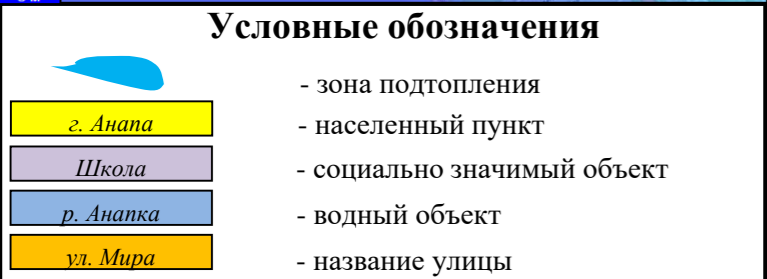 Условные обозначения
- зона подтопления
г. Анапа - населенный пункт
Школа - социально значимый объект
р. Анапка - водный объект
ул. Мира - название улицы